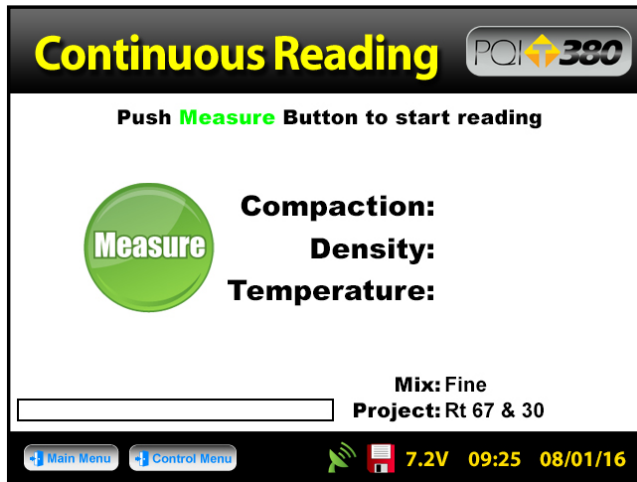 Continuous Reading PQI 380
Push Measure Button to start reading
Measure
Compaction:
Density:
Temperature:
Mix: Fine
Project: Rt 67 & 30
Main Menu Control Menu 7.2V 09:25 08/01/16